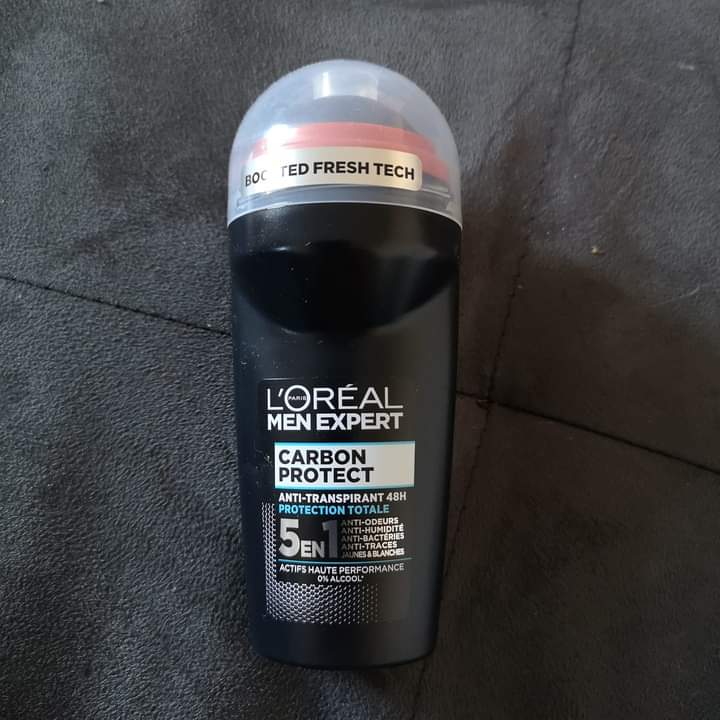 BOOSTED FRESH TECH
L'ORÉAL
PARIS
MEN EXPERT
CARBON
PROTECT
ANTI-TRANSPIRANT 48H
PROTECTION TOTALE
5EN1
ANTI-ODEURS
ANTI-HUMIDITÉ
ANTI-BACTÉRIES
ANTI-TRACES
JAUNES & BLANCHES
ACTIFS HAUTE PERFORMANCE
0% ALCOOL*